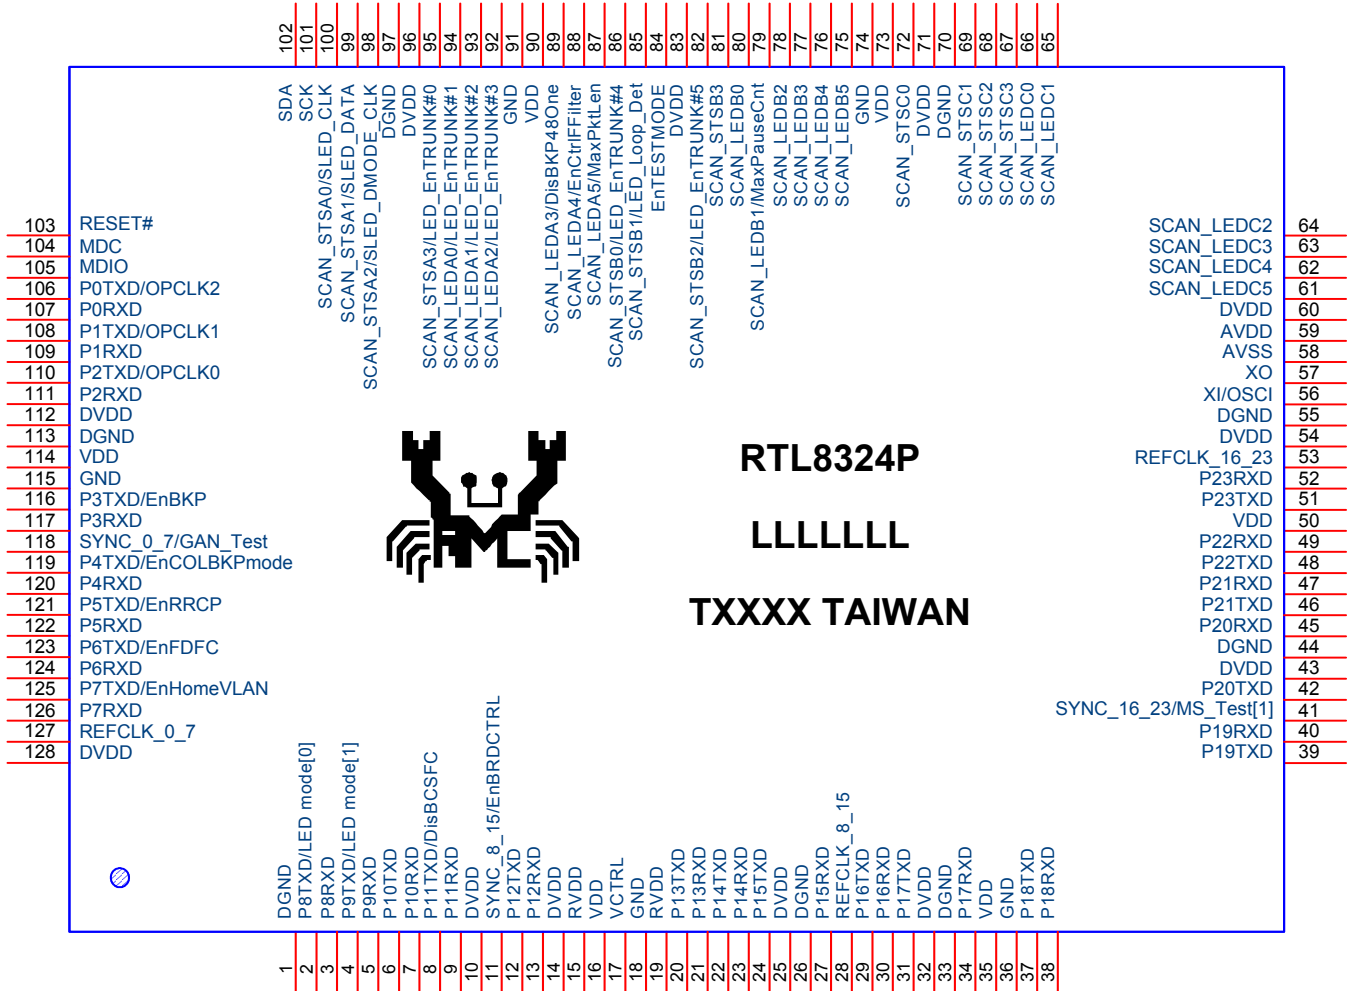 102 101 100 99 98 97 96 95 94 93 92 91 90 89 88 87 86 85 84 83 82 81 80 79 78 77 76 75 74 73 72 71 70 69 68 67 66 65
SDA
SCK
SCAN_STSA0/SLED_CLK
SCAN_STSA1/SLED_DATA
SCAN_STSA2/SLED_DMODE_CLK
DGND
DVDD
SCAN_STSA3/LED_EnTRUNK#0
SCAN_LEDA0/LED_EnTRUNK#1
SCAN_LEDA1/LED_EnTRUNK#2
SCAN_LEDA2/LED_EnTRUNK#3
GND
VDD
SCAN_LEDA3/DisBKP48One
SCAN_LEDA4/EnCtrlFFilter
SCAN_LEDA5/MaxPktLen
SCAN_STSB0/LED_EnTRUNK#4
SCAN_STSB1/LED_Loop_Det
EnTESTMODE
DVDD
SCAN_STSB2/LED_EnTRUNK#5
SCAN_STSB3
SCAN_LEDB0
SCAN_LEDB1/MaxPauseCnt
SCAN_LEDB2
SCAN_LEDB3
SCAN_LEDB4
SCAN_LEDB5
GND
VDD
SCAN_STSC0
DVDD
DGND
SCAN_STSC1
SCAN_STSC2
SCAN_STSC3
SCAN_LEDC0
SCAN_LEDC1
103 RESET#
104 MDC
105 MDIO
106 P0TXD/OPCLK2
107 P0RXD
108 P1TXD/OPCLK1
109 P1RXD
110 P2TXD/OPCLK0
111 P2RXD
112 DVDD
113 DGND
114 VDD
115 GND
116 P3TXD/EnBKP
117 P3RXD
118 SYNC_0_7/GAN_Test
119 P4TXD/EnCOLBKPmode
120 P4RXD
121 P5TXD/EnRRCP
122 P5RXD
123 P6TXD/EnFDFC
124 P6RXD
125 P7TXD/EnHomeVLAN
126 P7RXD
127 REFCLK_0_7
128 DVDD
RTL8324P
LLLLLLL
TXXXX TAIWAN
SCAN_LEDC2 64
SCAN_LEDC3 63
SCAN_LEDC4 62
SCAN_LEDC5 61
DVDD 60
AVDD 59
AVSS 58
XO 57
XI/OSCI 56
DGND 55
DVDD 54
REFCLK_16_23 53
P23RXD 52
P23TXD 51
VDD 50
P22RXD 49
P22TXD 48
P21RXD 47
P21TXD 46
P20RXD 45
DGND 44
DVDD 43
P20TXD 42
SYNC_16_23/MS_Test[1] 41
P19RXD 40
P19TXD 39
DGND
P8TXD/LED mode[0]
P8RXD
P9TXD/LED mode[1]
P9RXD
P10TXD
P10RXD
P11TXD/DisBCSFC
P11RXD
DVDD
SYNC_8_15/EnBRDCTRL
P12TXD
P12RXD
DVDD
RVDD
VDD
VCTRL
GND
RVDD
P13TXD
P13RXD
P14TXD
P14RXD
P15TXD
DVDD
DGND
P15RXD
REFCLK_8_15
P16TXD
P16RXD
P17TXD
DVDD
DGND
P17RXD
VDD
GND
P18TXD
P18RXD
1 2 3 4 5 6 7 8 9 10 11 12 13 14 15 16 17 18 19 20 21 22 23 24 25 26 27 28 29 30 31 32 33 34 35 36 37 38